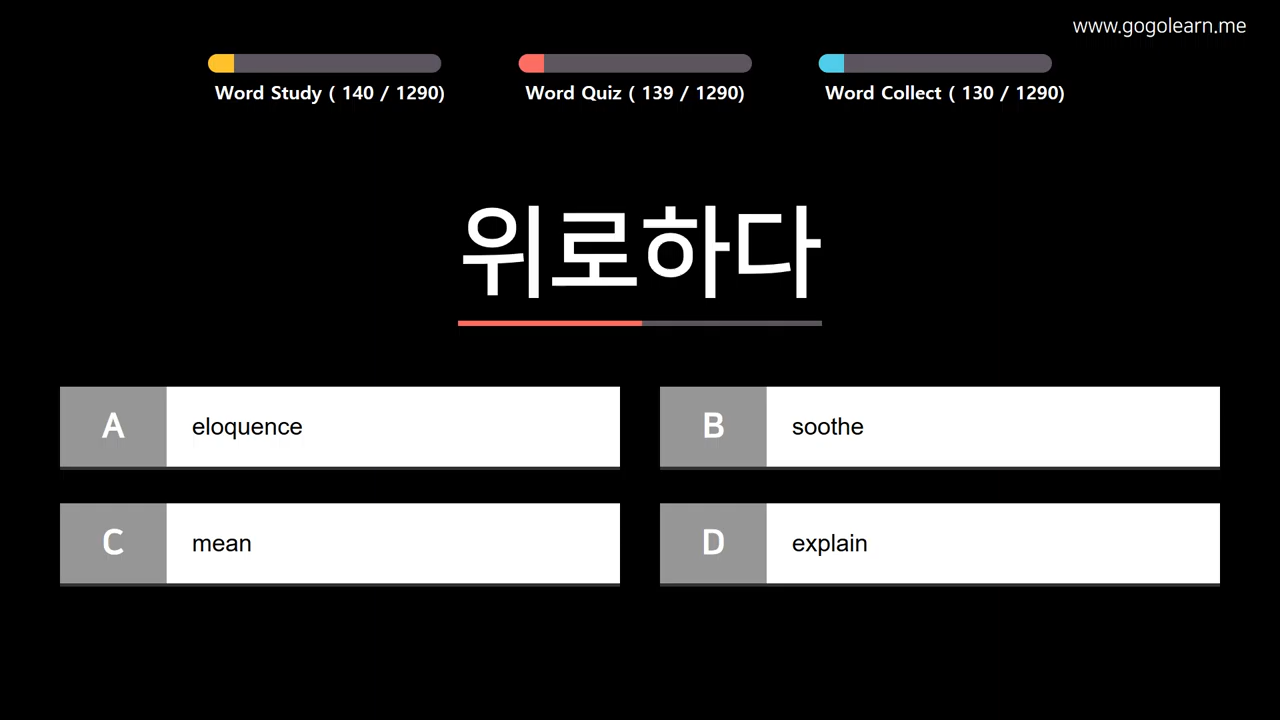 www.gogolearn.me
Word Study ( 140 / 1290)
Word Quiz ( 139 / 1290)
Word Collect ( 130 / 1290)
위로하다
A eloquence
B soothe
C mean
D explain